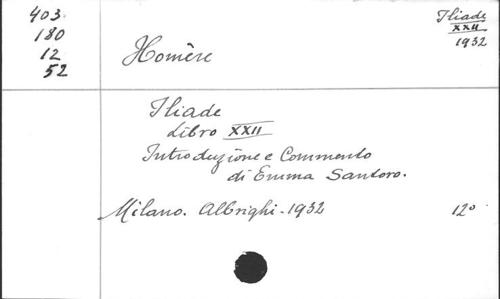 403.
180
12
52
Homère
Iliade
XXII
1932
Iliade
Libro XXII
Introduzione e Commento
di Emma Santoro.
Milano. Albrighi - 1932
12°